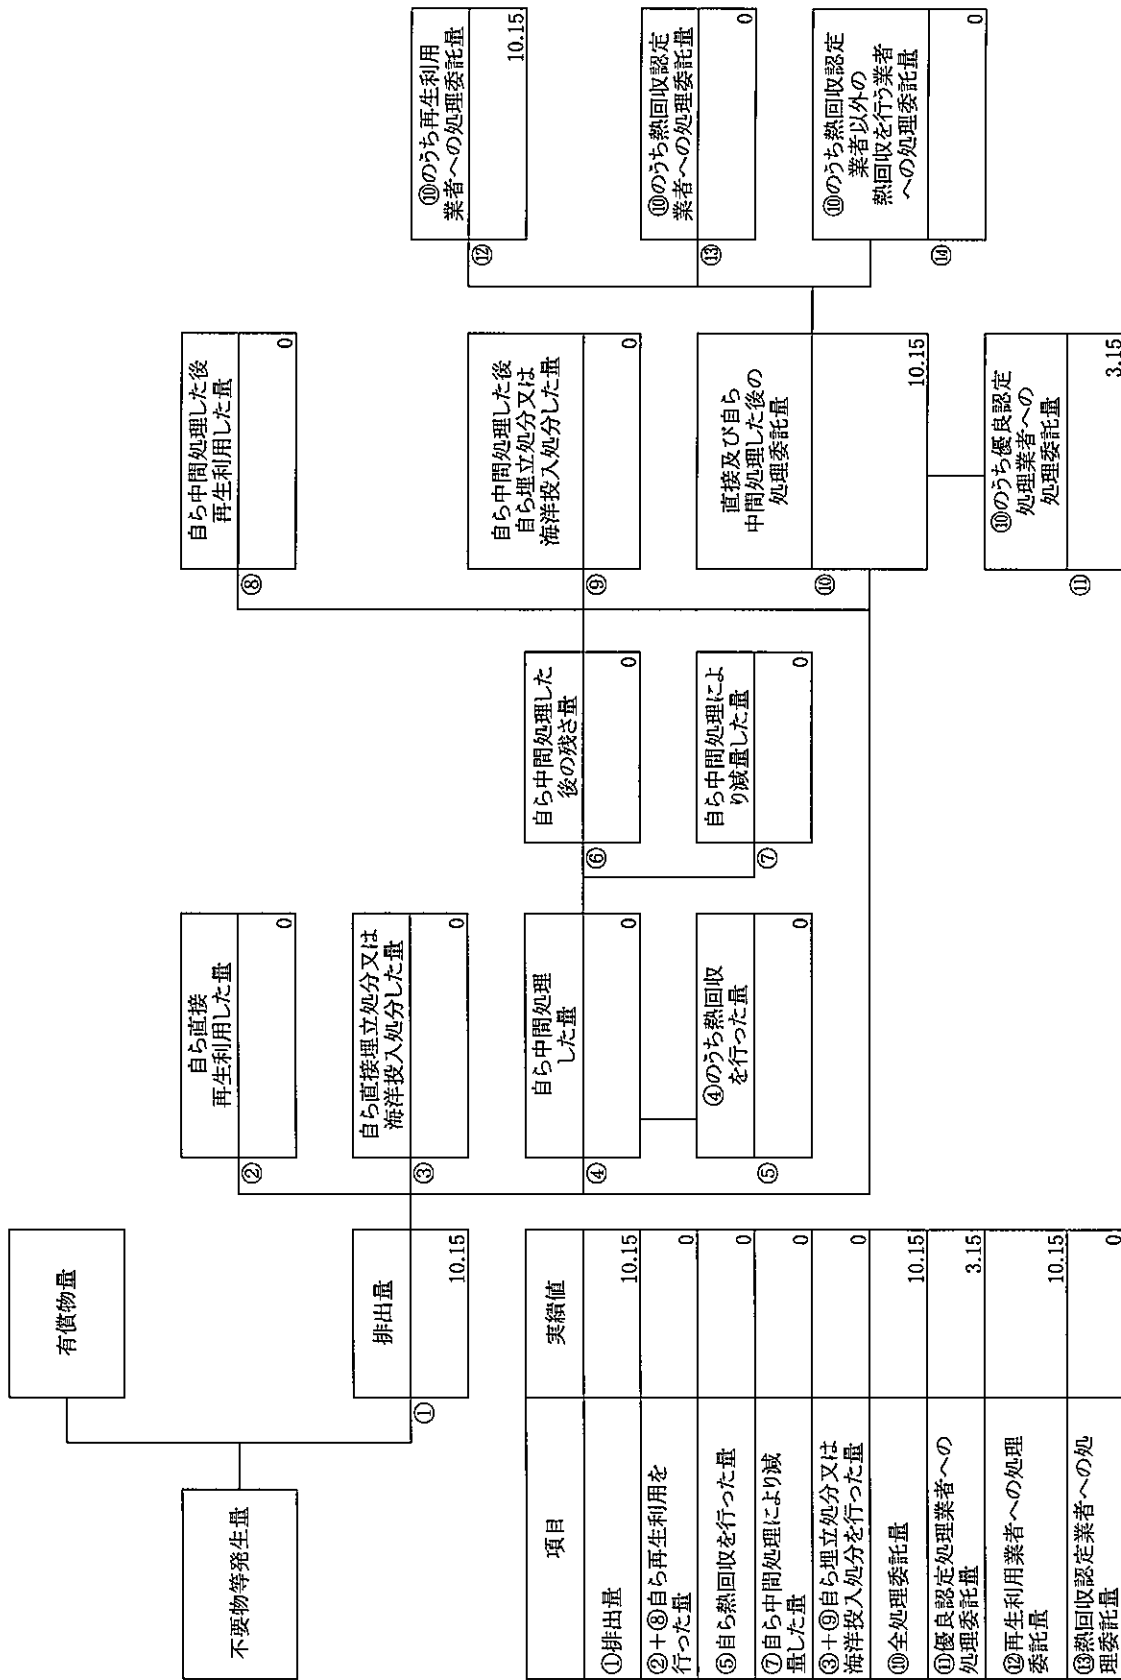 不要物等発生量
有償物量
①
排出量
10.15
②
自ら直接
再生利用した量
0
③
自ら直接埋立処分又は
海洋投入処分した量
0
④
自ら中間処理
した量
0
⑤
④のうち熱回収
を行った量
0
⑥
自ら中間処理した
後の残さ量
0
⑦
自ら中間処理によ
り減量した量
0
⑧
自ら中間処理した後
再生利用した量
0
⑨
自ら中間処理した後
自ら埋立処分又は
海洋投入処分した量
0
⑩
直接及び自ら
中間処理した後の
処理委託量
10.15
⑪
⑩のうち優良認定
処理業者への
処理委託量
3.15
⑫
⑩のうち再生利用
業者への処理委託量
10.15
⑬
⑩のうち熱回収認定
業者への処理委託量
0
⑭
⑩のうち熱回収認定
業者以外の
熱回収を行う業者
への処理委託量
0
項目
実績値
①排出量
10.15
②+⑧自ら再生利用を
行った量
0
⑤自ら熱回収を行った量
0
⑦自ら中間処理により減
量した量
0
③+⑨自ら埋立処分又は
海洋投入処分を行った量
0
⑩全処理委託量
10.15
⑪優良認定処理業者への
処理委託量
3.15
⑫再生利用業者への処理
委託量
10.15
⑬熱回収認定業者への処
理委託量
0